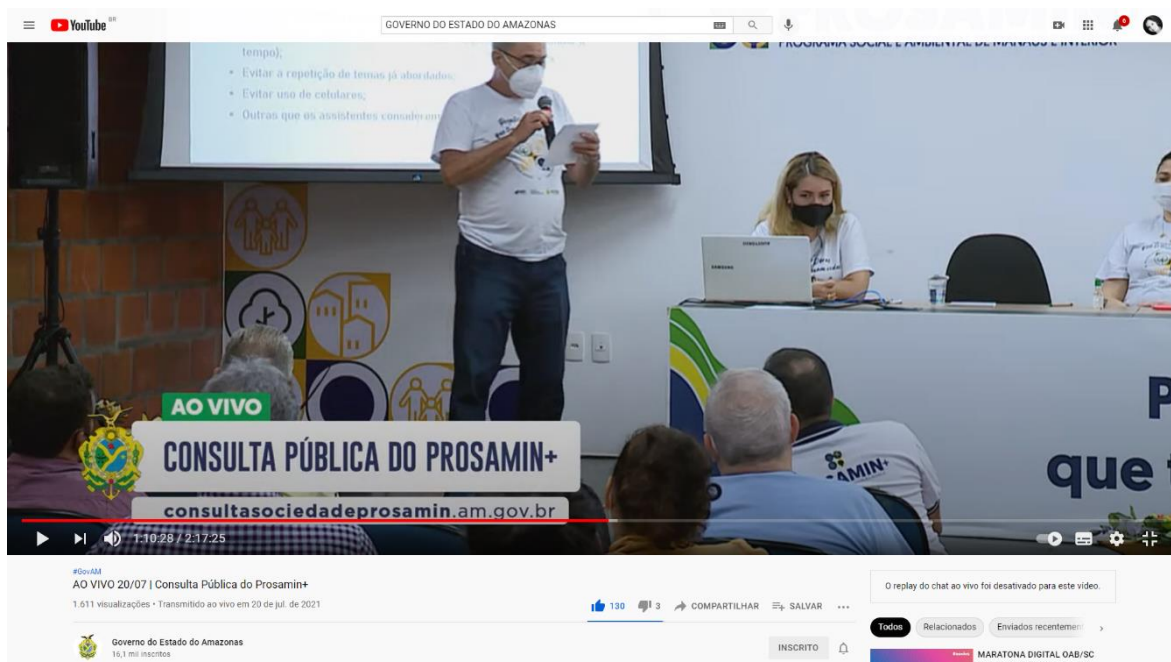 YouTube BR
GOVERNO DO ESTADO DO AMAZONAS
PROGRAMA SOCIAL E AMBIENTAL DE MANAUS E INTERIOR
tempo);
• Evitar a repetição de temas já abordados;
• Evitar uso de celulares;
• Outras que os assistentes consideram
SAMSUNG
AO VIVO
CONSULTA PÚBLICA DO PROSAMIN+
consultasociedadeprosamin.am.gov.br
SAMIN+
P
que
1:10:28 / 2:17:25
#GovAM
AO VIVO 20/07 | Consulta Pública do Prosamin+
1.611 visualizações • Transmitido ao vivo em 20 de jul. de 2021
130
3
COMPARTILHAR
SALVAR
Governo do Estado do Amazonas
16,1 mil inscritos
INSCRITO
O replay do chat ao vivo foi desativado para este vídeo.
Todos
Relacionados
Enviados recentemen
MARATONA DIGITAL OAB/SC